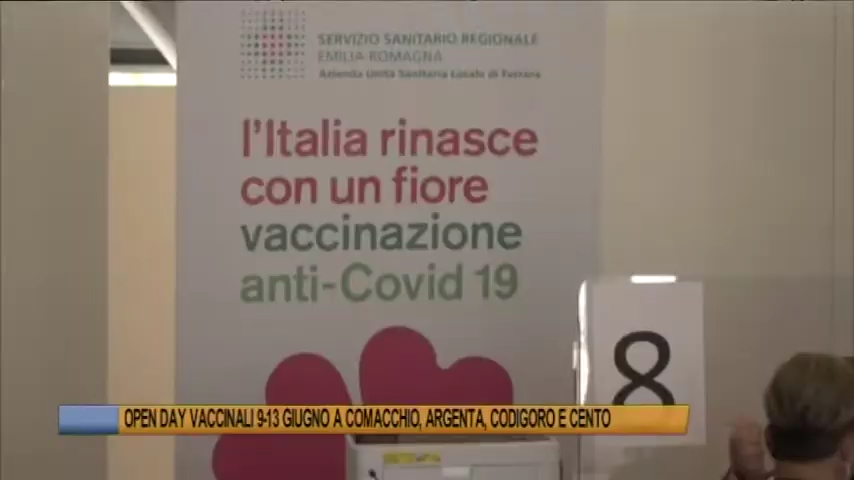 SERVIZIO SANITARIO REGIONALE
EMILIA-ROMAGNA
Azienda Unità Sanitaria Locale di Ferrara
l'Italia rinasce
con un fiore
vaccinazione
anti-Covid 19
8
OPEN DAY VACCINALI 9-13 GIUGNO A COMACCHIO, ARGENTA, CODIGORO E CENTO